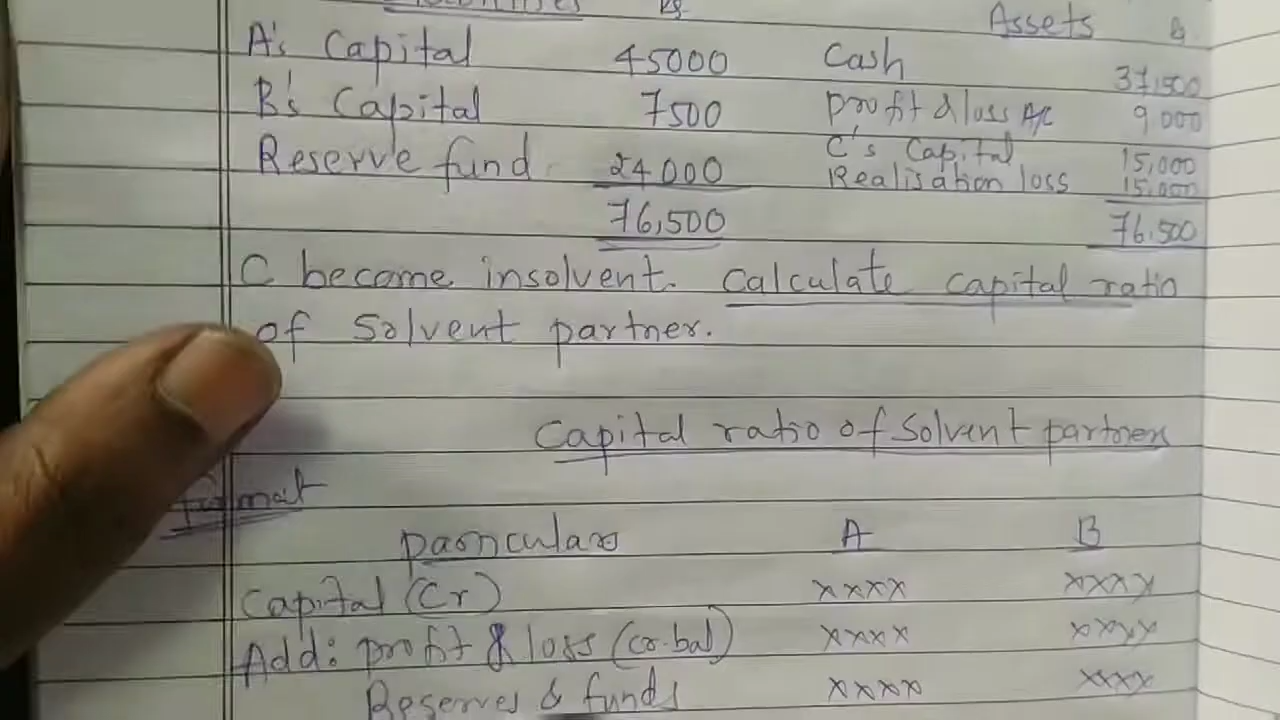 Assets
A's Capital 45000 Cash 37,500
B's Capital 7500 Profit & loss A/c 9,000
Reserve fund 24,000 C's Capital 15,000
Realisation loss 15,000
76,500 76,500
C become insolvent. Calculate capital ratio
of solvent partner.
Capital ratio of Solvent partners
Format
Particulars A B
Capital (Cr) xxxx xxxx
Add: profit & loss (cr.bal) xxxx xxxx
Reserves & funds xxxx xxxx